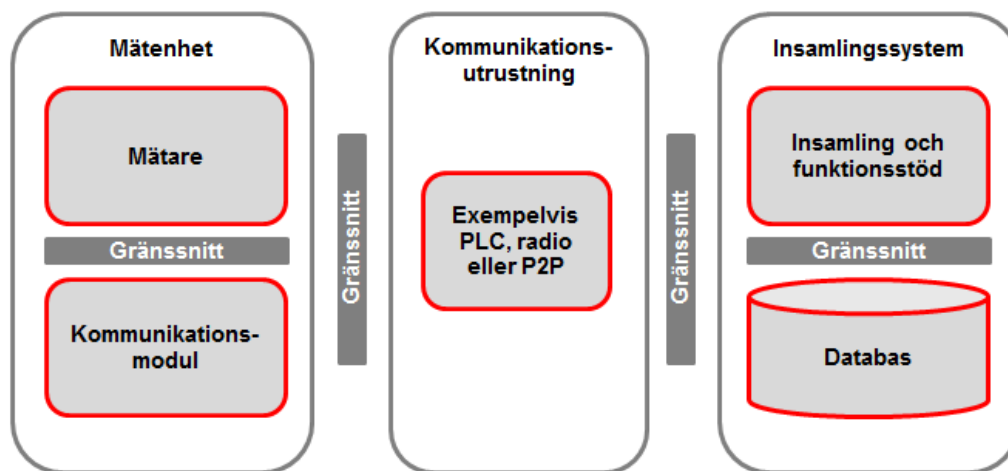 Mätenhet
Mätare
Gränssnitt
Kommunikations-
modul
Gränssnitt
Kommunikations-
utrustning
Exempelvis
PLC, radio
eller P2P
Gränssnitt
Insamlingssystem
Insamling och
funktionsstöd
Gränssnitt
Databas